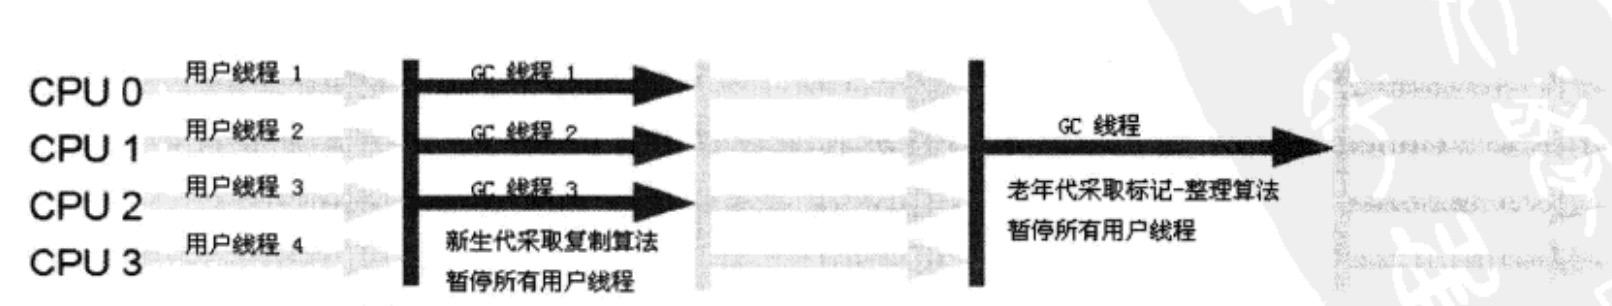 CPU 0
用户线程 1
GC 线程 1
CPU 1
用户线程 2
GC 线程 2
GC 线程
CPU 2
用户线程 3
GC 线程 3
老年代采取标记-整理算法
暂停所有用户线程
CPU 3
用户线程 4
新生代采取复制算法
暂停所有用户线程